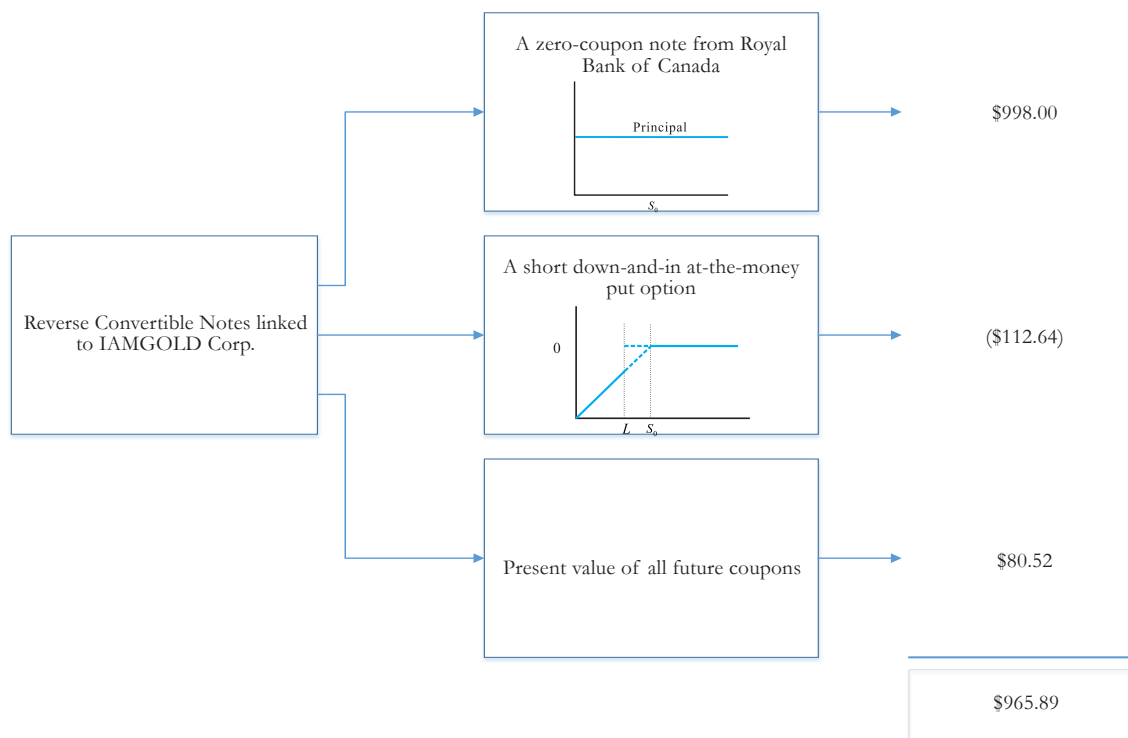 A zero-coupon note from Royal
Bank of Canada
Principal
S₀
$998.00
Reverse Convertible Notes linked
to IAMGOLD Corp.
A short down-and-in at-the-money
put option
0
L S₀
($112.64)
Present value of all future coupons
$80.52
$965.89